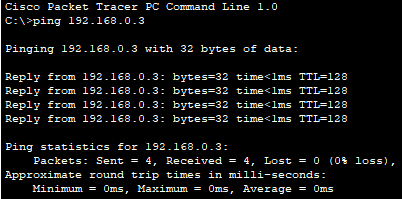 Cisco Packet Tracer PC Command Line 1.0
C:\>ping 192.168.0.3
Pinging 192.168.0.3 with 32 bytes of data:
Reply from 192.168.0.3: bytes=32 time<1ms TTL=128
Reply from 192.168.0.3: bytes=32 time<1ms TTL=128
Reply from 192.168.0.3: bytes=32 time<1ms TTL=128
Reply from 192.168.0.3: bytes=32 time<1ms TTL=128
Ping statistics for 192.168.0.3:
Packets: Sent = 4, Received = 4, Lost = 0 (0% loss),
Approximate round trip times in milli-seconds:
Minimum = 0ms, Maximum = 0ms, Average = 0ms